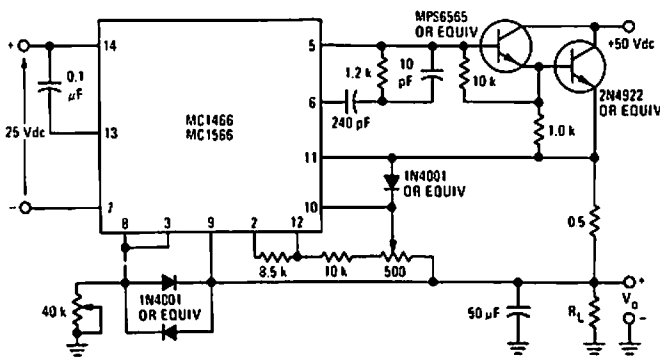 MPS6565
OR EQUIV
+50 Vdc
14
5
+
0.1
µF
1.2 k
10
pF
10 k
MC1466
MC1566
6
240 pF
2N4922
OR EQUIV
25 Vdc
13
1.0 k
11
1N4001
OR EQUIV
7
10
−
8
3
9
2
12
0.5
8.5 k
10 k
500
1N4001
OR EQUIV
40 k
50 µF
RL
+
Vo
−